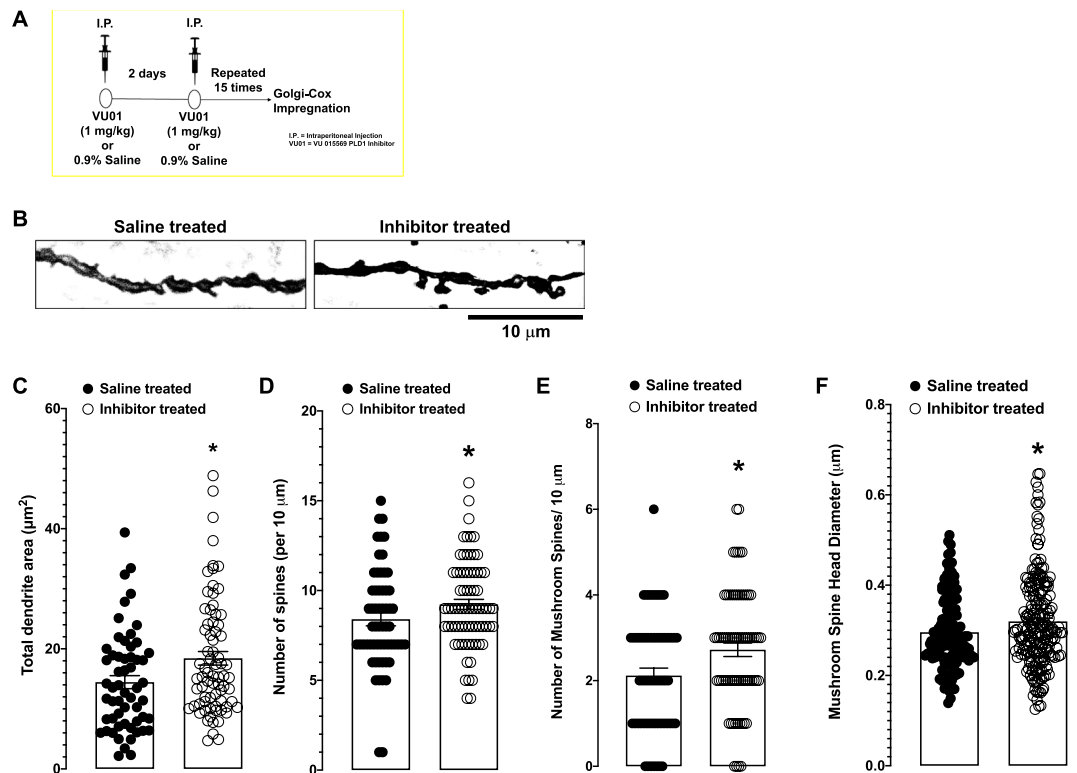 A
I.P.
I.P.
2 days
Repeated
15 times
Golgi-Cox
Impregnation
VU01
(1 mg/kg)
or
0.9% Saline
VU01
(1 mg/kg)
or
0.9% Saline
I.P. = Intraperitoneal Injection
VU01 = VU 015569 PLD1 Inhibitor
B
Saline treated
Inhibitor treated
10 µm
C
Saline treated
Inhibitor treated
Total dendrite area (µm²)
60
40
20
0
*
D
Saline treated
Inhibitor treated
Number of spines (per 10 µm)
20
15
10
5
0
*
E
Saline treated
Inhibitor treated
Number of Mushroom Spines/ 10 µm
8
6
4
2
0
*
F
Saline treated
Inhibitor treated
Mushroom Spine Head Diameter (µm)
0.8
0.6
0.4
0.2
0.0
*